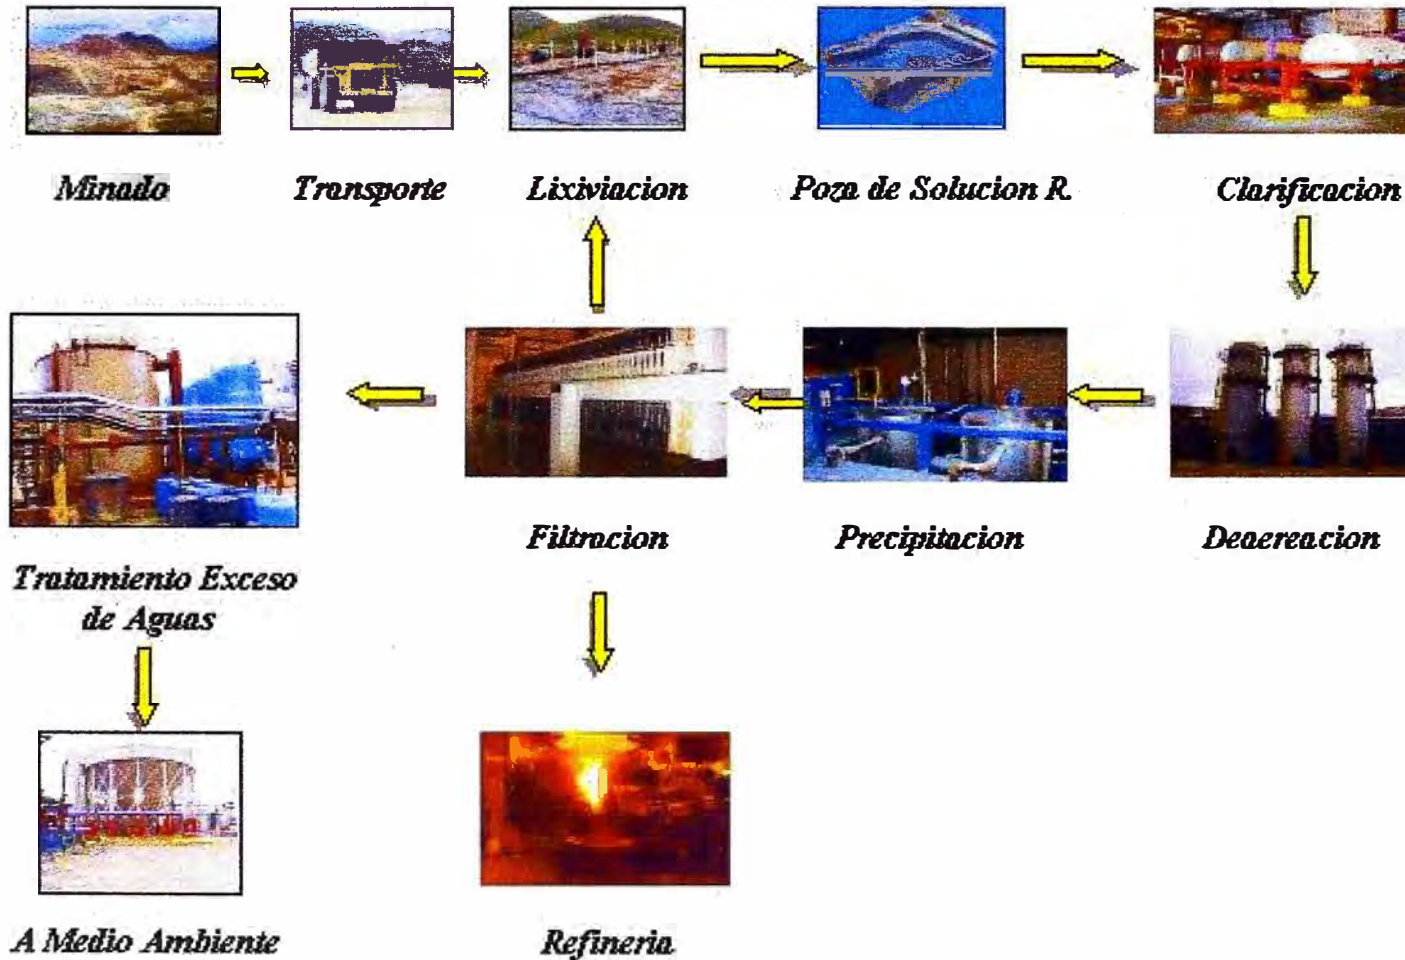 Minado
Transporte
Lixiviacion
Poza de Solucion R.
Clarificacion
Filtracion
Precipitacion
Deaereacion
Tratamiento Exceso
de Aguas
A Medio Ambiente
Refineria